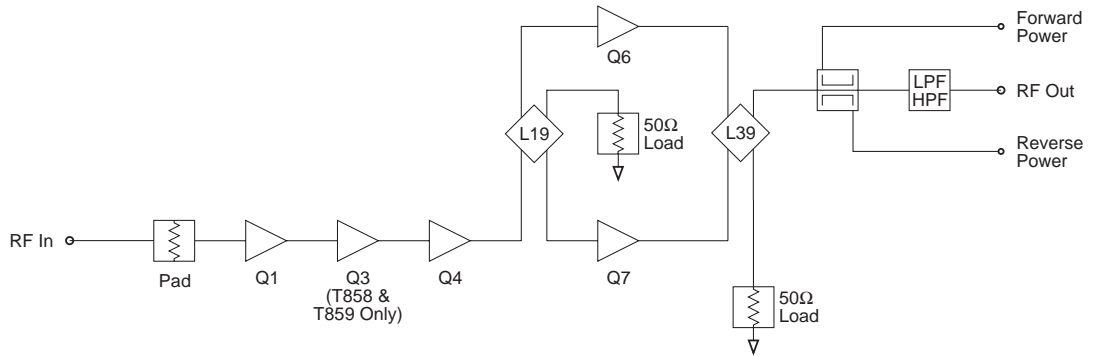 Forward
Power
Q6
LPF
HPF
RF Out
L19
50Ω
Load
L39
Reverse
Power
RF In
Pad
Q1
Q3
(T858 &
T859 Only)
Q4
Q7
50Ω
Load